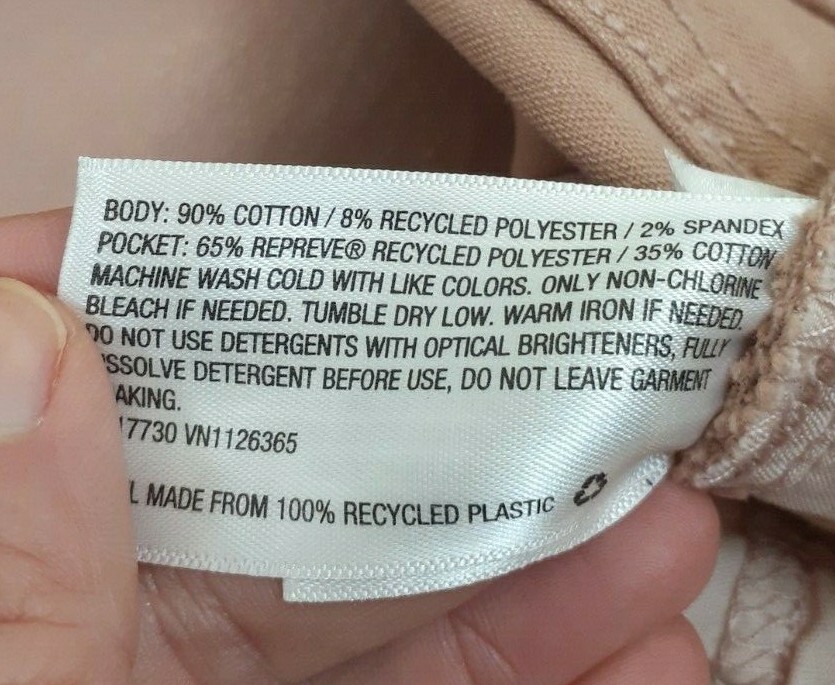 BODY: 90% COTTON / 8% RECYCLED POLYESTER / 2% SPANDEX
POCKET: 65% REPREVE® RECYCLED POLYESTER / 35% COTTON
MACHINE WASH COLD WITH LIKE COLORS. ONLY NON-CHLORINE
BLEACH IF NEEDED. TUMBLE DRY LOW. WARM IRON IF NEEDED.
DO NOT USE DETERGENTS WITH OPTICAL BRIGHTENERS, FULLY
DETERGENT BEFORE USE, DO NOT LEAVE GARMENT
VN1126365
MADE FROM 100% RECYCLED PLASTIC